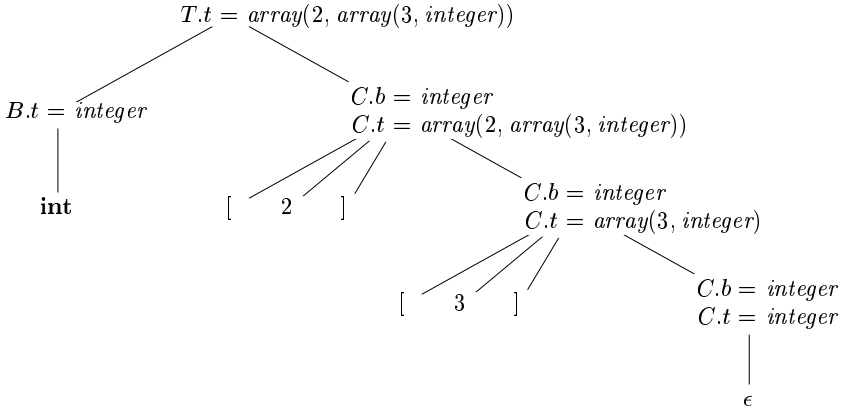 T.t = array(2, array(3, integer))
B.t = integer
C.b = integer
C.t = array(2, array(3, integer))
int
[ 2 ]
C.b = integer
C.t = array(3, integer)
[ 3 ]
C.b = integer
C.t = integer
ϵ